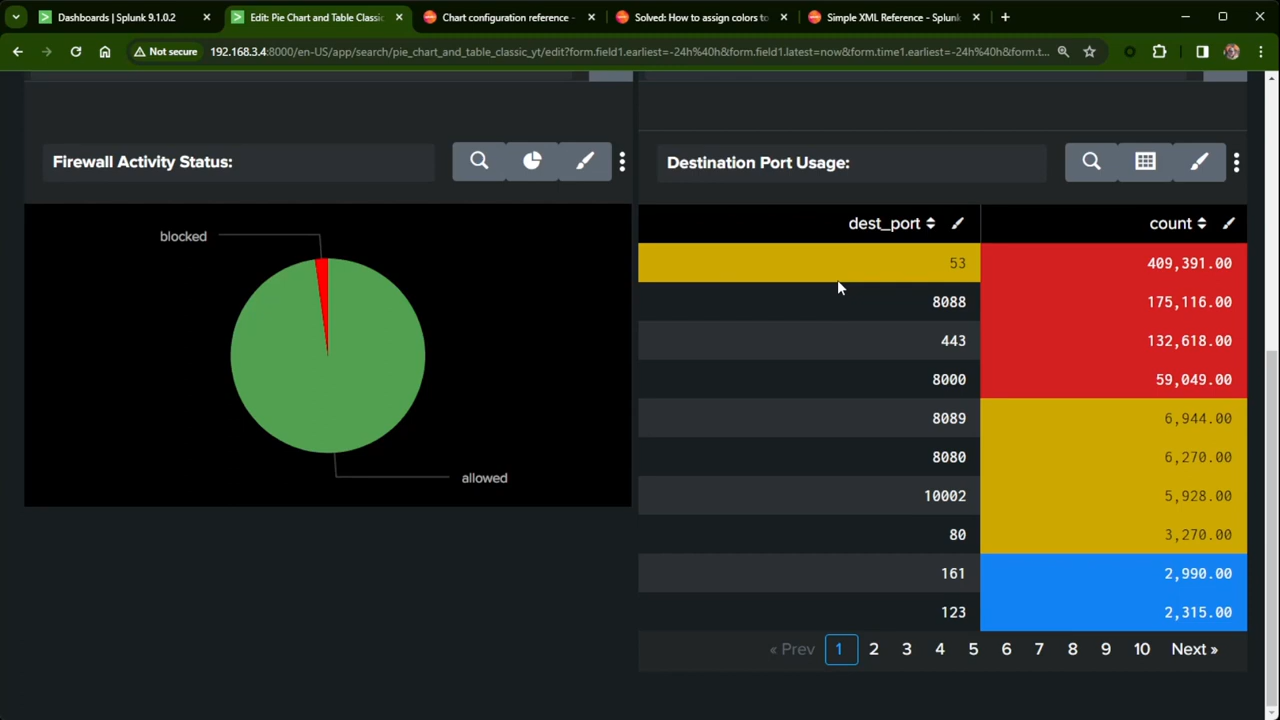 Dashboards | Splunk 9.1.0.2
Edit: Pie Chart and Table Classic
Chart configuration reference -
Solved: How to assign colors to
Simple XML Reference - Splunk
Not secure
192.168.3.4:8000/en-US/app/search/pie_chart_and_table_classic_yt/edit?form.field1.earliest=-24h%40h&form.field1.latest=now&form.time1.earliest=-24h%40h&form.t...
Firewall Activity Status:
blocked
allowed
Destination Port Usage:
dest_port count
53 409,391.00
8088 175,116.00
443 132,618.00
8000 59,049.00
8089 6,944.00
8080 6,270.00
10002 5,928.00
80 3,270.00
161 2,990.00
123 2,315.00
« Prev 1 2 3 4 5 6 7 8 9 10 Next »